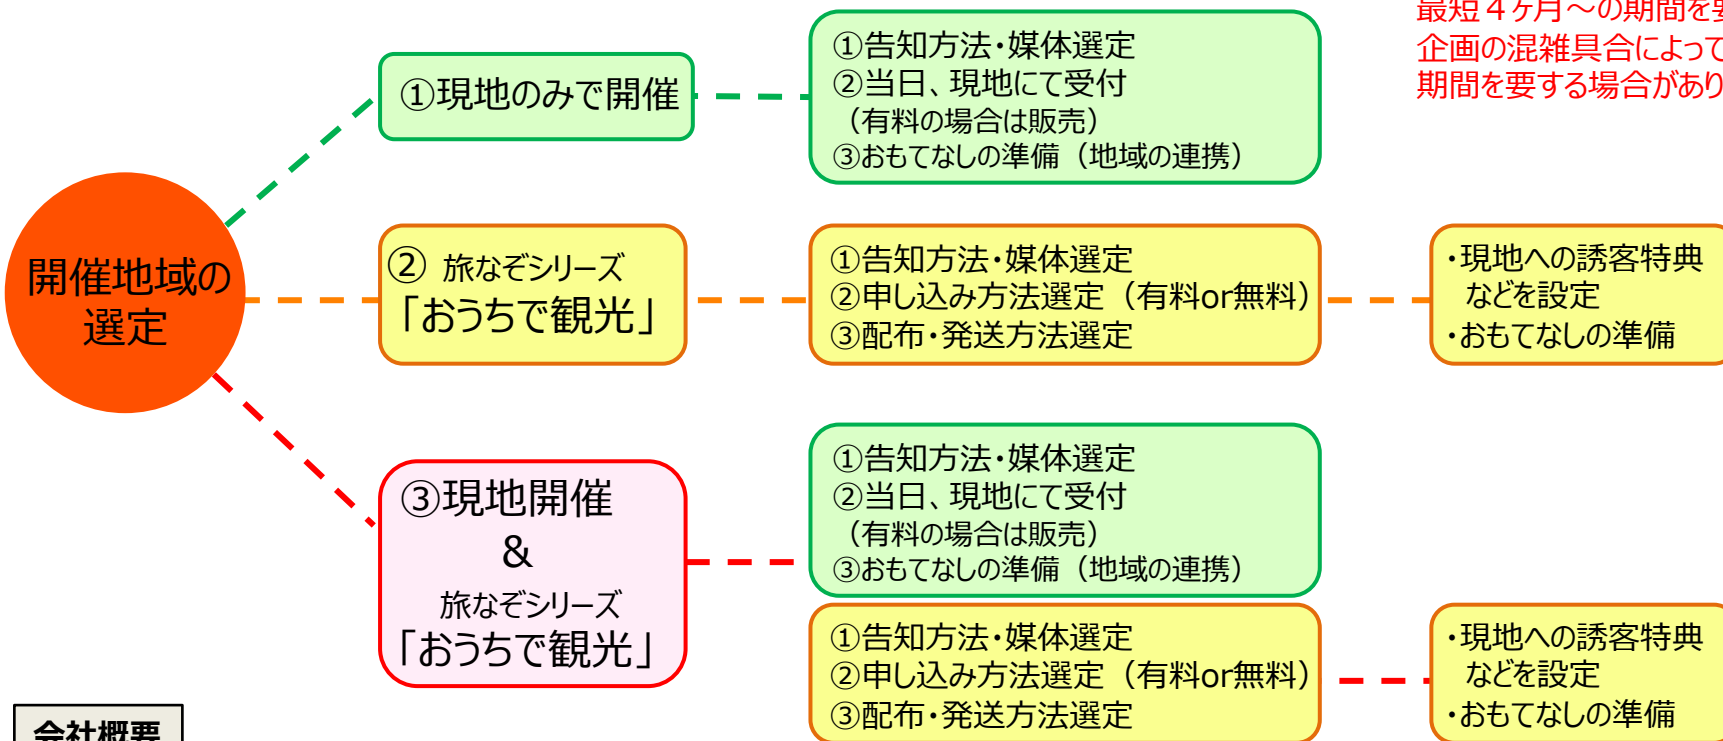 最短４ヶ月～の期間を要
企画の混雑具合によって
期間を要する場合があり
開催地域の
選定
①現地のみで開催
①告知方法・媒体選定
②当日、現地にて受付
（有料の場合は販売）
③おもてなしの準備（地域の連携）
② 旅なぞシリーズ
「おうちで観光」
①告知方法・媒体選定
②申し込み方法選定（有料or無料）
③配布・発送方法選定
・現地への誘客特典
などを設定
・おもてなしの準備
③現地開催
&
旅なぞシリーズ
「おうちで観光」
①告知方法・媒体選定
②当日、現地にて受付
（有料の場合は販売）
③おもてなしの準備（地域の連携）
①告知方法・媒体選定
②申し込み方法選定（有料or無料）
③配布・発送方法選定
・現地への誘客特典
などを設定
・おもてなしの準備
会社概要